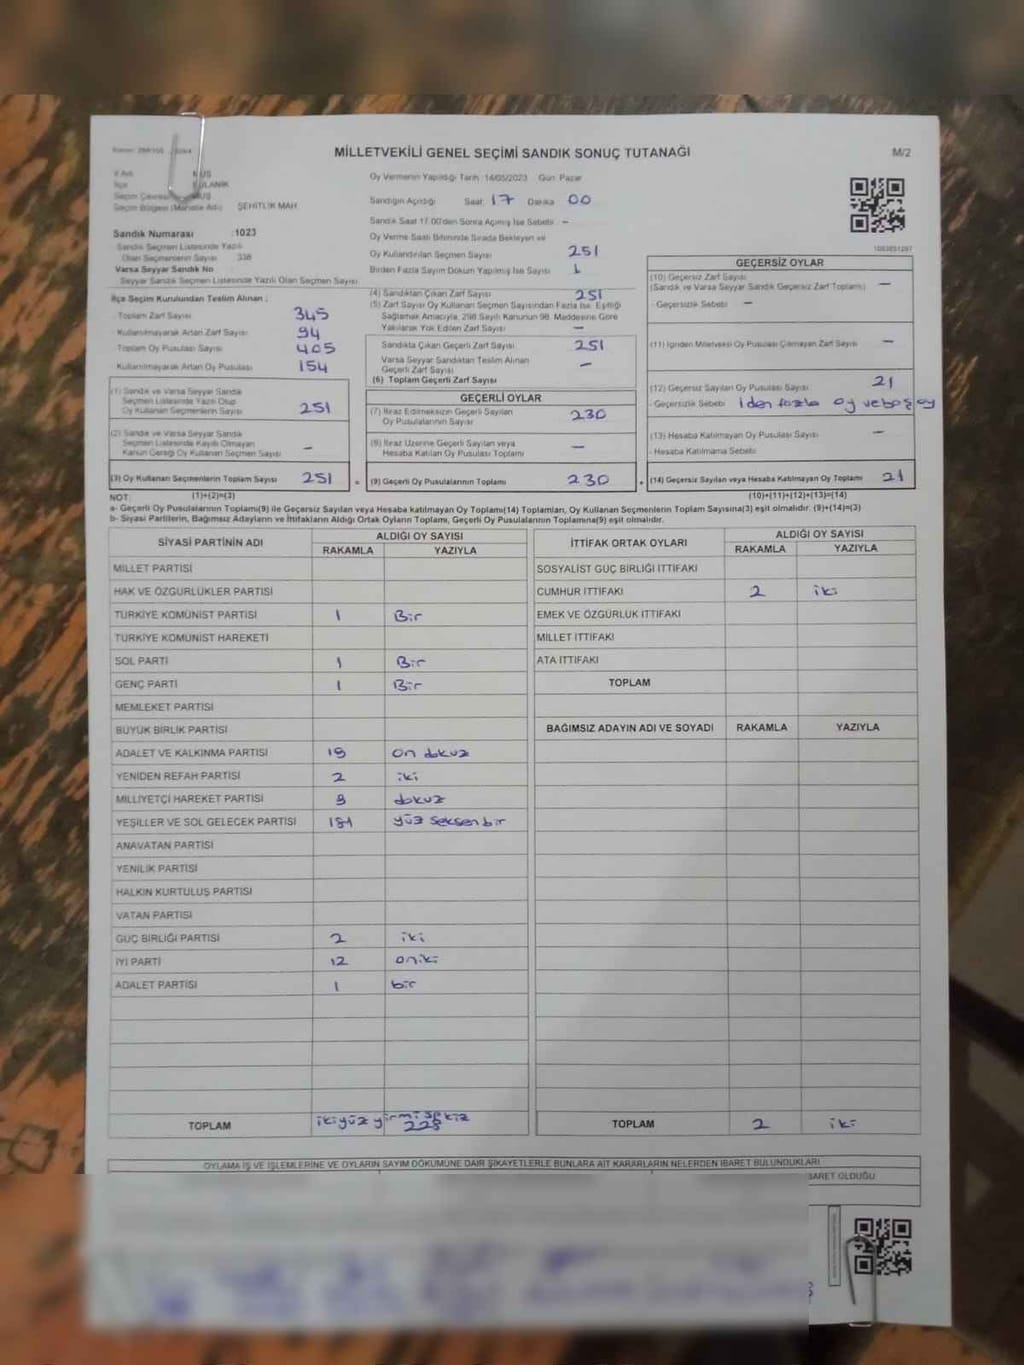 MİLLETVEKİLİ GENEL SEÇİMİ SANDIK SONUÇ TUTANAĞI
M/2
Oy Vermenin Yapıldığı Tarih :14/05/2023 Gün: Pazar
İl Adı MUŞ
İlçe BULANIK
Seçim Çevresi MUŞ
Seçim Bölgesi (Mahalle Adı) ŞEHİTLİK MAH.
Sandık Numarası :1023
Sandık Seçmen Listesinde Yazılı
Olan Seçmenlerin Sayısı 338
Varsa Seyyar Sandık No
Seyyar Sandık Seçmen Listesinde Yazılı Olan Seçmen Sayısı
Sandığın Açıldığı Saat: 17 Dakika 00
Sandık Saat 17.00'den Sonra Açılmış İse Sebebi: -
Oy Verme Saati Bitiminde Sırada Bekleyen ve
Oy Kullandırılan Seçmen Sayısı 251
Birden Fazla Sayım Döküm Yapılmış İse Sayısı 1
İlçe Seçim Kurulundan Teslim Alınan ;
- Toplam Zarf Sayısı 345
- Kullanılmayarak Artan Zarf Sayısı 94
Toplam Oy Pusulası Sayısı 405
- Kullanılmayarak Artan Oy Pusulası 154
(1) Sandık ve Varsa Seyyar Sandık
Seçmen Listesinde Yazılı Olup
Oy Kullanan Seçmenlerin Sayısı 251
(2) Sandık ve Varsa Seyyar Sandık
Seçmen Listesinde Kayıtlı Olmayan
Kanun Gereği Oy Kullanan Seçmen Sayısı -
(3) Oy Kullanan Seçmenlerin Toplam Sayısı 251 =
(4) Sandıktan Çıkan Zarf Sayısı 251
(5) Zarf Sayısı Oy Kullanan Seçmen Sayısından Fazla İse, Eşitliği
Sağlamak Amacıyla, 298 Sayılı Kanunun 98. Maddesine Göre
Yakılarak Yok Edilen Zarf Sayısı -
Sandıkta Çıkan Geçerli Zarf Sayısı 251
Varsa Seyyar Sandıktan Teslim Alınan
Geçerli Zarf Sayısı -
(6) Toplam Geçerli Zarf Sayısı
GEÇERLİ OYLAR
(7) İtiraz Edilmeksizin Geçerli Sayılan
Oy Pusulalarının Sayısı 230
(8) İtiraz Üzerine Geçerli Sayılan veya
Hesaba Katılan Oy Pusulası Toplamı -
(9) Geçerli Oy Pusulalarının Toplamı 230 +
GEÇERSİZ OYLAR
(10) Geçersiz Zarf Sayısı
(Sandık ve Varsa Seyyar Sandık Geçersiz Zarf Toplamı) -
- Geçersizlik Sebebi -
(11) İçinden Milletvekili Oy Pusulası Çıkmayan Zarf Sayısı -
(12) Geçersiz Sayılan Oy Pusulası Sayısı 21
- Geçersizlik Sebebi 1 den fazla oy ve boş oy
(13) Hesaba Katılmayan Oy Pusulası Sayısı -
- Hesaba Katılmama Sebebi
(14) Geçersiz Sayılan veya Hesaba Katılmayan Oy Toplamı 21
NOT: (1)+(2)=(3)
(10)+(11)+(12)+(13)=(14)
a- Geçerli Oy Pusulaları Toplamı(9) ile Geçersiz Sayılan veya Hesaba Katılmayan Oy Toplamı(14) Toplamları, Oy Kullanan Seçmenlerin Toplam Sayısına(3) eşit olmalıdır. (9)+(14)=(3)
b- Siyasi Partilerin, Bağımsız Adayların ve İttifakların Aldığı Ortak Oyların Toplamı, Geçerli Oy Pusulalarının Toplamına(9) eşit olmalıdır.
SİYASİ PARTİNİN ADI
ALDIĞI OY SAYISI
RAKAMLA YAZIYLA
MİLLET PARTİSİ
HAK VE ÖZGÜRLÜKLER PARTİSİ
TÜRKİYE KOMÜNİST PARTİSİ 1 Bir
TÜRKİYE KOMÜNİST HAREKETİ
SOL PARTİ 1 Bir
GENÇ PARTİ 1 Bir
MEMLEKET PARTİSİ
BÜYÜK BİRLİK PARTİSİ
ADALET VE KALKINMA PARTİSİ 19 on dokuz
YENİDEN REFAH PARTİSİ 2 iki
MİLLİYETÇİ HAREKET PARTİSİ 9 dokuz
YEŞİLLER VE SOL GELECEK PARTİSİ 181 yüz seksen bir
ANAVATAN PARTİSİ
YENİLİK PARTİSİ
HALKIN KURTULUŞ PARTİSİ
VATAN PARTİSİ
GÜÇ BİRLİĞİ PARTİSİ 2 iki
İYİ PARTİ 12 oniki
ADALET PARTİSİ 1 bir
TOPLAM ikiyüz yirmi sekiz
228
İTTİFAK ORTAK OYLARI
ALDIĞI OY SAYISI
RAKAMLA YAZIYLA
SOSYALİST GÜÇ BİRLİĞİ İTTİFAKI
CUMHUR İTTİFAKI 2 iki
EMEK VE ÖZGÜRLÜK İTTİFAKI
MİLLET İTTİFAKI
ATA İTTİFAKI
TOPLAM
BAĞIMSIZ ADAYIN ADI VE SOYADI RAKAMLA YAZIYLA
TOPLAM 2 iki
OYLAMA İŞ VE İŞLEMLERİNE VE OYLARIN SAYIM DÖKÜMÜNE DAİR ŞİKAYETLERLE BUNLARA AİT KARARLARIN NELERDEN İBARET BULUNDUKLARI
İBARET OLDUĞU